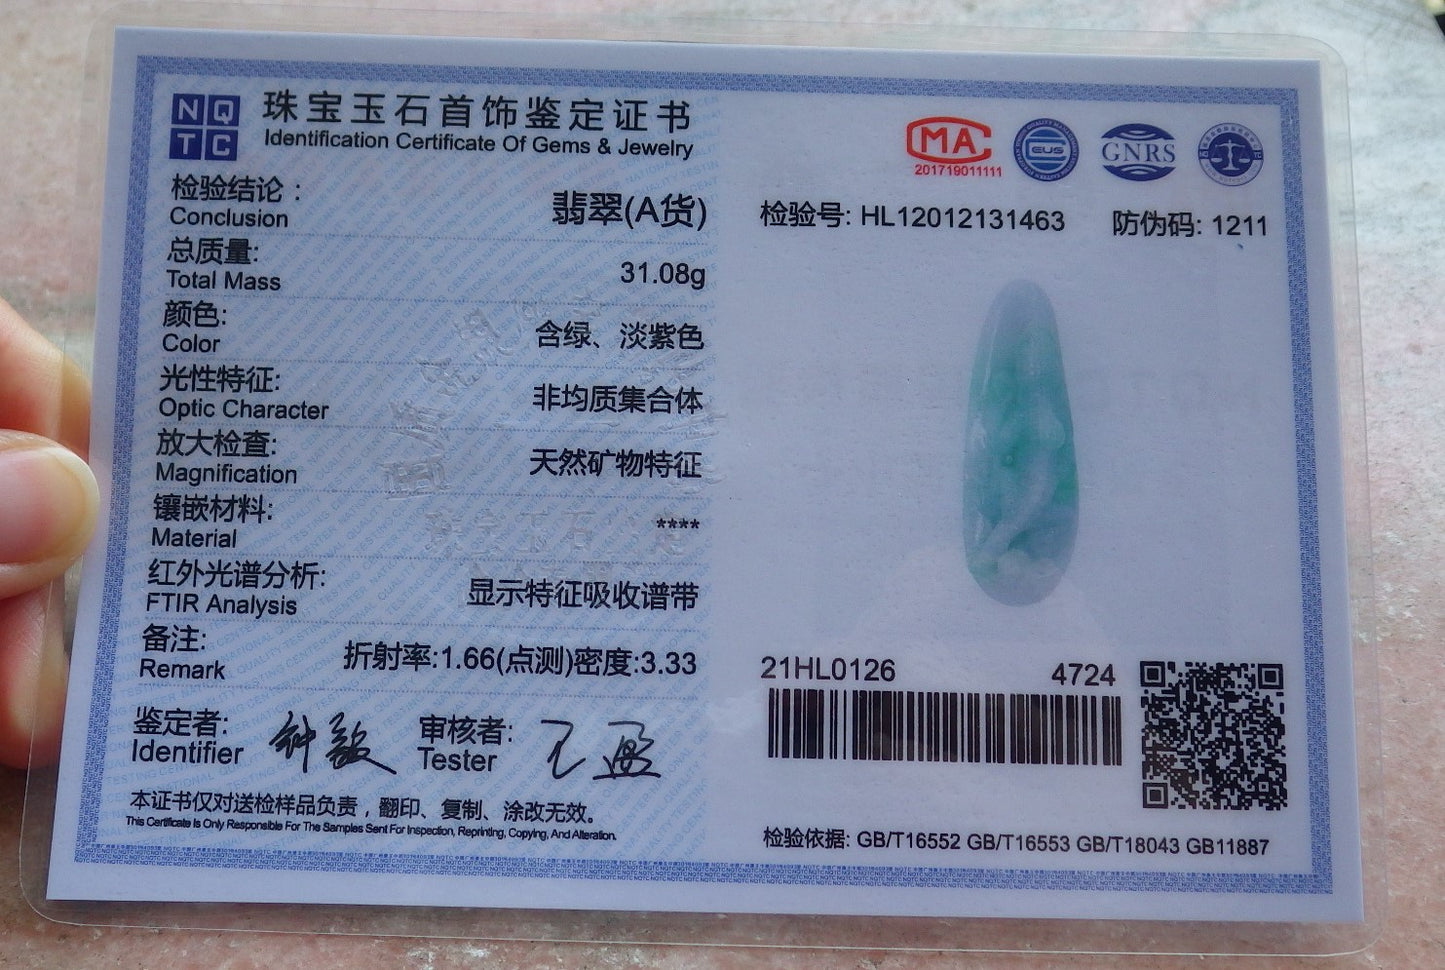 NQTC
珠宝玉石首饰鉴定证书
Identification Certificate Of Gems & Jewelry
检验结论：
Conclusion
翡翠(A货)
总质量:
Total Mass
31.08g
颜色:
Color
含绿、淡紫色
光性特征:
Optic Character
非均质集合体
放大检查:
Magnification
天然矿物特征
镶嵌材料:
Material
****
红外光谱分析:
FTIR Analysis
显示特征吸收谱带
备注:
Remark
折射率:1.66(点测)密度:3.33
鉴定者:
Identifier
审核者:
Tester
本证书仅对送检样品负责，翻印、复制、涂改无效。
This Certificate Is Only Responsible For The Samples Sent For Inspection, Reprinting, Copying, And Alteration.
MA
201719011111
EUS
GNRS
检验号: HL12012131463
防伪码: 1211
21HL0126
4724
检验依据: GB/T16552 GB/T16553 GB/T18043 GB11887